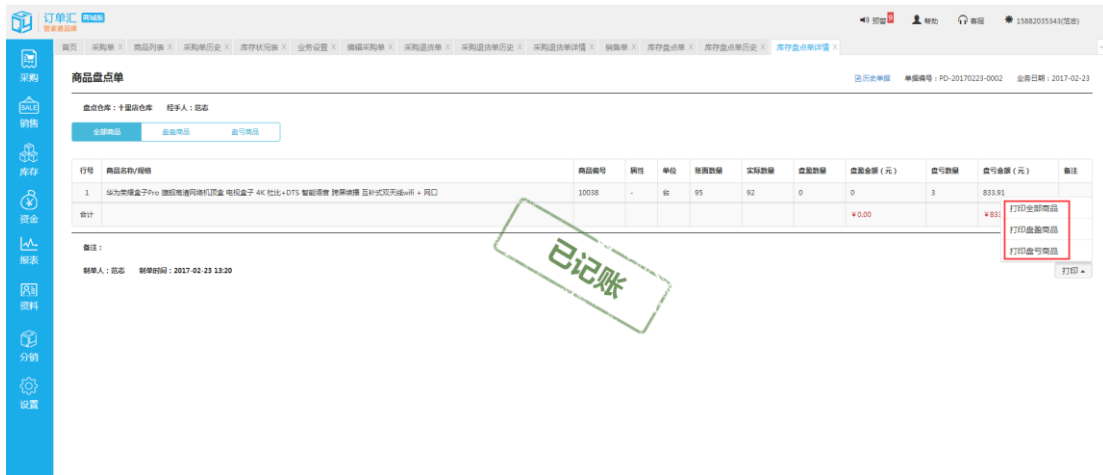 订单汇 商城版 管家婆品牌
预警 9 帮助 客服 15882035343(范志)
首页 采购单 X 商品列表 X 采购单历史 X 库存状况表 X 业务设置 X 编辑采购单 X 采购退货单 X 采购退货单历史 X 采购退货单详情 X 销售单 X 库存盘点单 X 库存盘点单历史 X 库存盘点单详情 X
采购
销售
库存
资金
报表
资料
分销
设置
商品盘点单 历史单据 单据编号：PD-20170223-0002 业务日期：2017-02-23
盘点仓库：十里店仓库 经手人：范志
全部商品 盘盈商品 盘亏商品
行号 商品名称/规格 商品编号 属性 单位 账面数量 实际数量 盘盈数量 盘盈金额（元） 盘亏数量 盘亏金额（元） 备注
1 华为荣耀盒子Pro 旗舰高清网络机顶盒 电视盒子 4K 杜比+DTS 智能语音 跨屏续播 互补式双天线wifi + 网口 10038 - 台 95 92 0 0 3 833.91
合计 ￥0.00 ￥833
打印全部商品
打印盘盈商品
打印盘亏商品
备注：
制单人：范志 制单时间：2017-02-23 13:20
打印
已记账